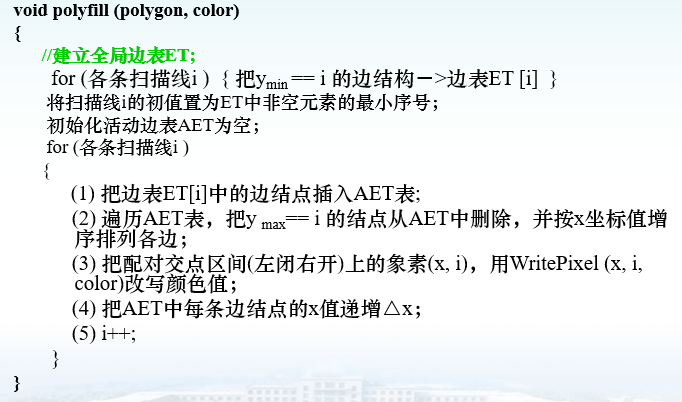 void polyfill (polygon, color)
{
//建立全局边表ET;
for (各条扫描线i ) { 把ymin == i 的边结构－>边表ET [i] }
将扫描线i的初值置为ET中非空元素的最小序号；
初始化活动边表AET为空；
for (各条扫描线i )
{
(1) 把边表ET[i]中的边结点插入AET表;
(2) 遍历AET表，把y max== i 的结点从AET中删除，并按x坐标值增
序排列各边；
(3) 把配对交点区间(左闭右开)上的象素(x, i)，用WritePixel (x, i,
color)改写颜色值；
(4) 把AET中每条边结点的x值递增△x；
(5) i++;
}
}